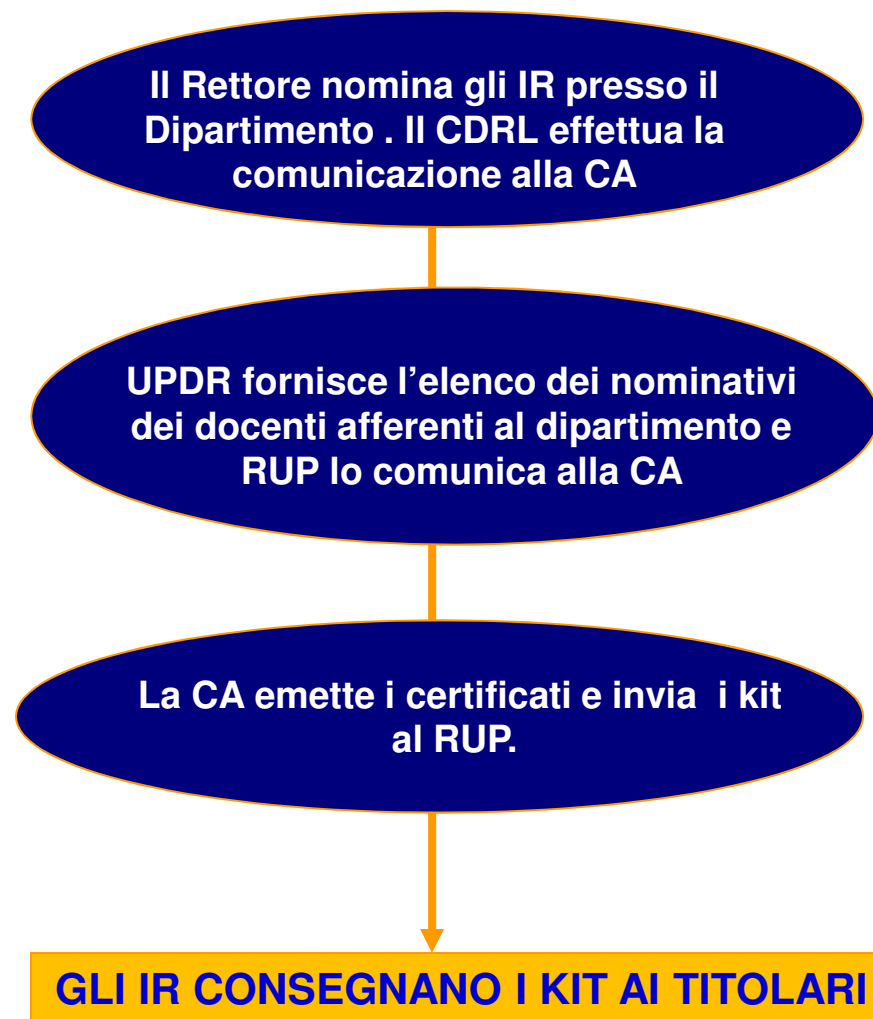 Il Rettore nomina gli IR presso il
Dipartimento . Il CDRL effettua la
comunicazione alla CA
UPDR fornisce l’elenco dei nominativi
dei docenti afferenti al dipartimento e
RUP lo comunica alla CA
La CA emette i certificati e invia i kit
al RUP.
GLI IR CONSEGNANO I KIT AI TITOLARI